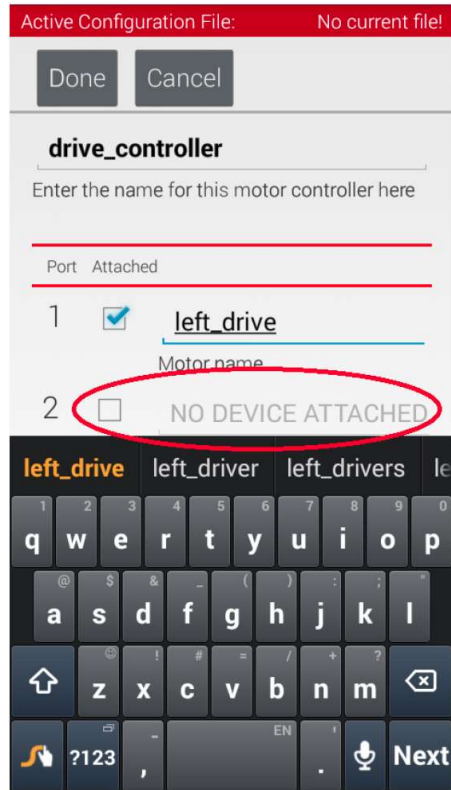 Active Configuration File: No current file!
Done Cancel
drive_controller
Enter the name for this motor controller here
Port Attached
1 left_drive
Motor name
2 NO DEVICE ATTACHED
left_drive left_driver left_drivers le
1 2 3 4 5 6 7 8 9 0
q w e r t y u i o p
@ $ & _ ( ) : ; "
a s d f g h j k l
! # = / + ?
z x c v b n m
EN
?123 , . Next